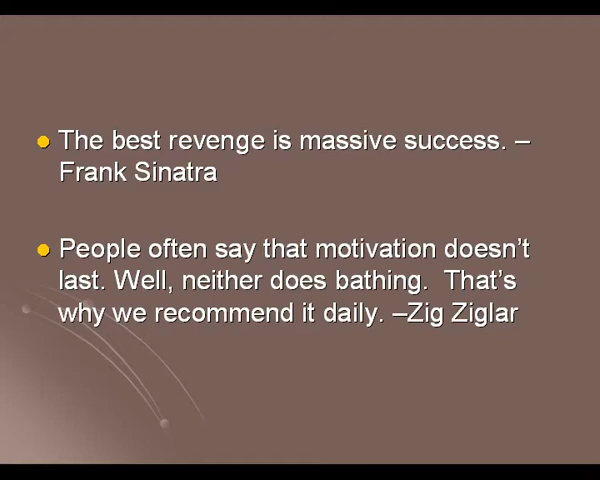 The best revenge is massive success. –
Frank Sinatra
People often say that motivation doesn’t
last. Well, neither does bathing.  That’s
why we recommend it daily. –Zig Ziglar